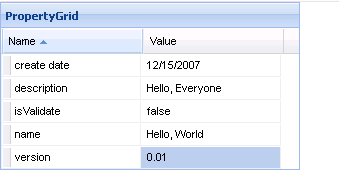 PropertyGrid
Name Value
create date 12/15/2007
description Hello, Everyone
isValidate false
name Hello, World
version 0.01